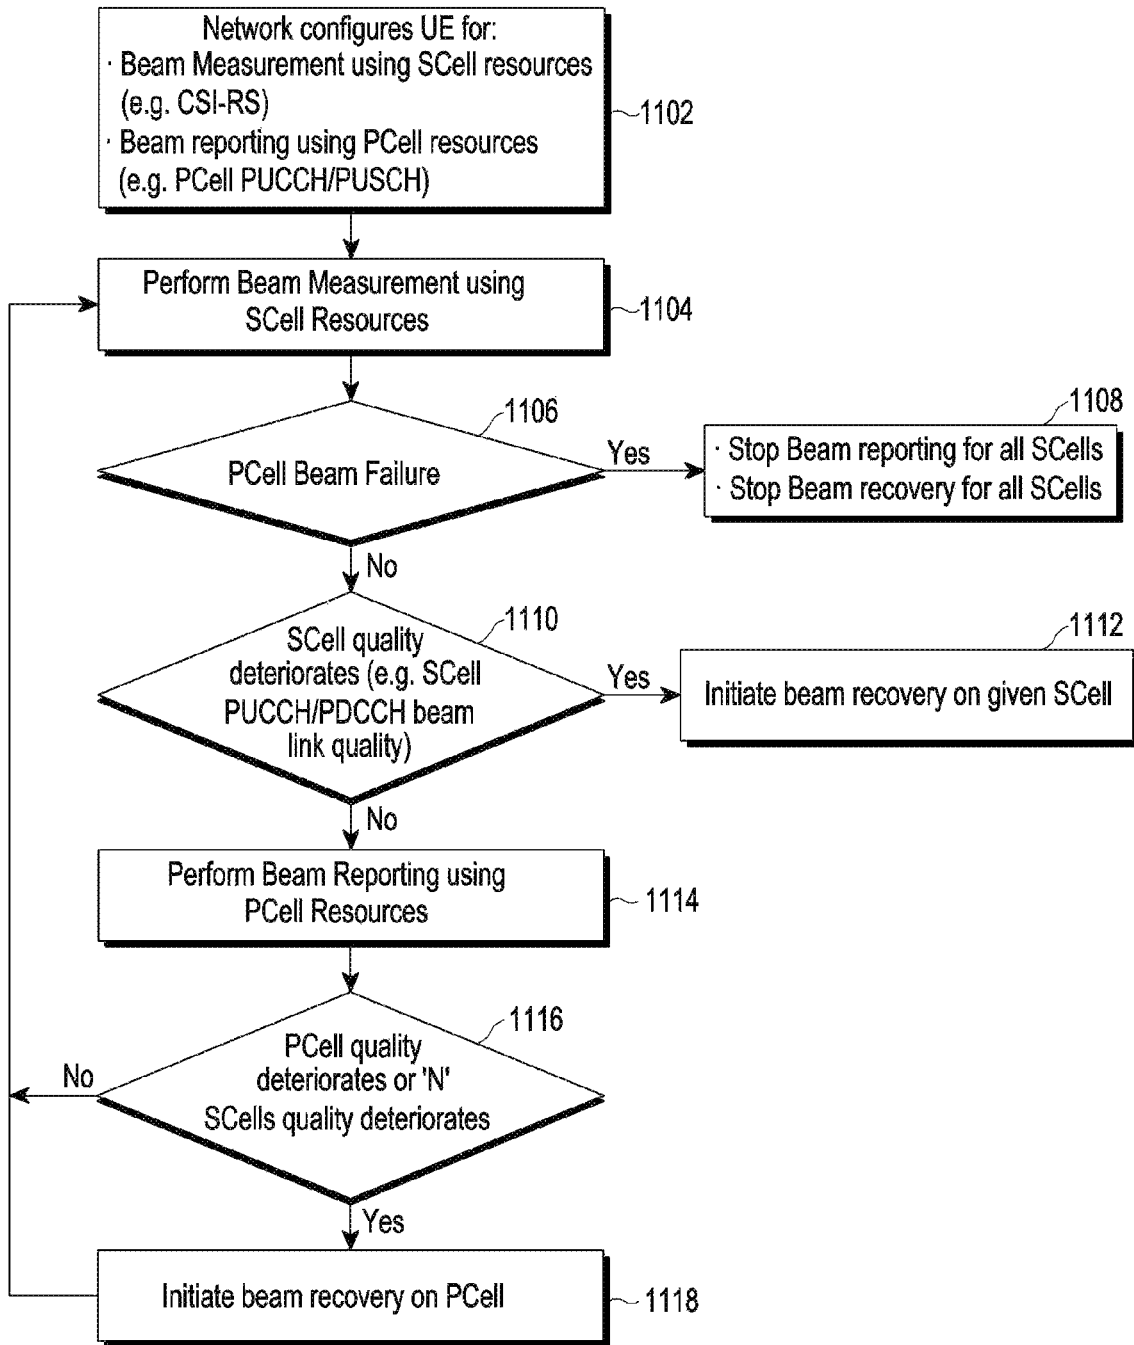 Network configures UE for:
· Beam Measurement using SCell resources
(e.g. CSI-RS)
· Beam reporting using PCell resources
(e.g. PCell PUCCH/PUSCH)
1102
Perform Beam Measurement using
SCell Resources
1104
1106
PCell Beam Failure
Yes
1108
· Stop Beam reporting for all SCells
· Stop Beam recovery for all SCells
No
1110
SCell quality
deteriorates (e.g. SCell
PUCCH/PDCCH beam
link quality)
Yes
1112
Initiate beam recovery on given SCell
No
Perform Beam Reporting using
PCell Resources
1114
1116
PCell quality
deteriorates or 'N'
SCells quality deteriorates
No
Yes
Initiate beam recovery on PCell
1118